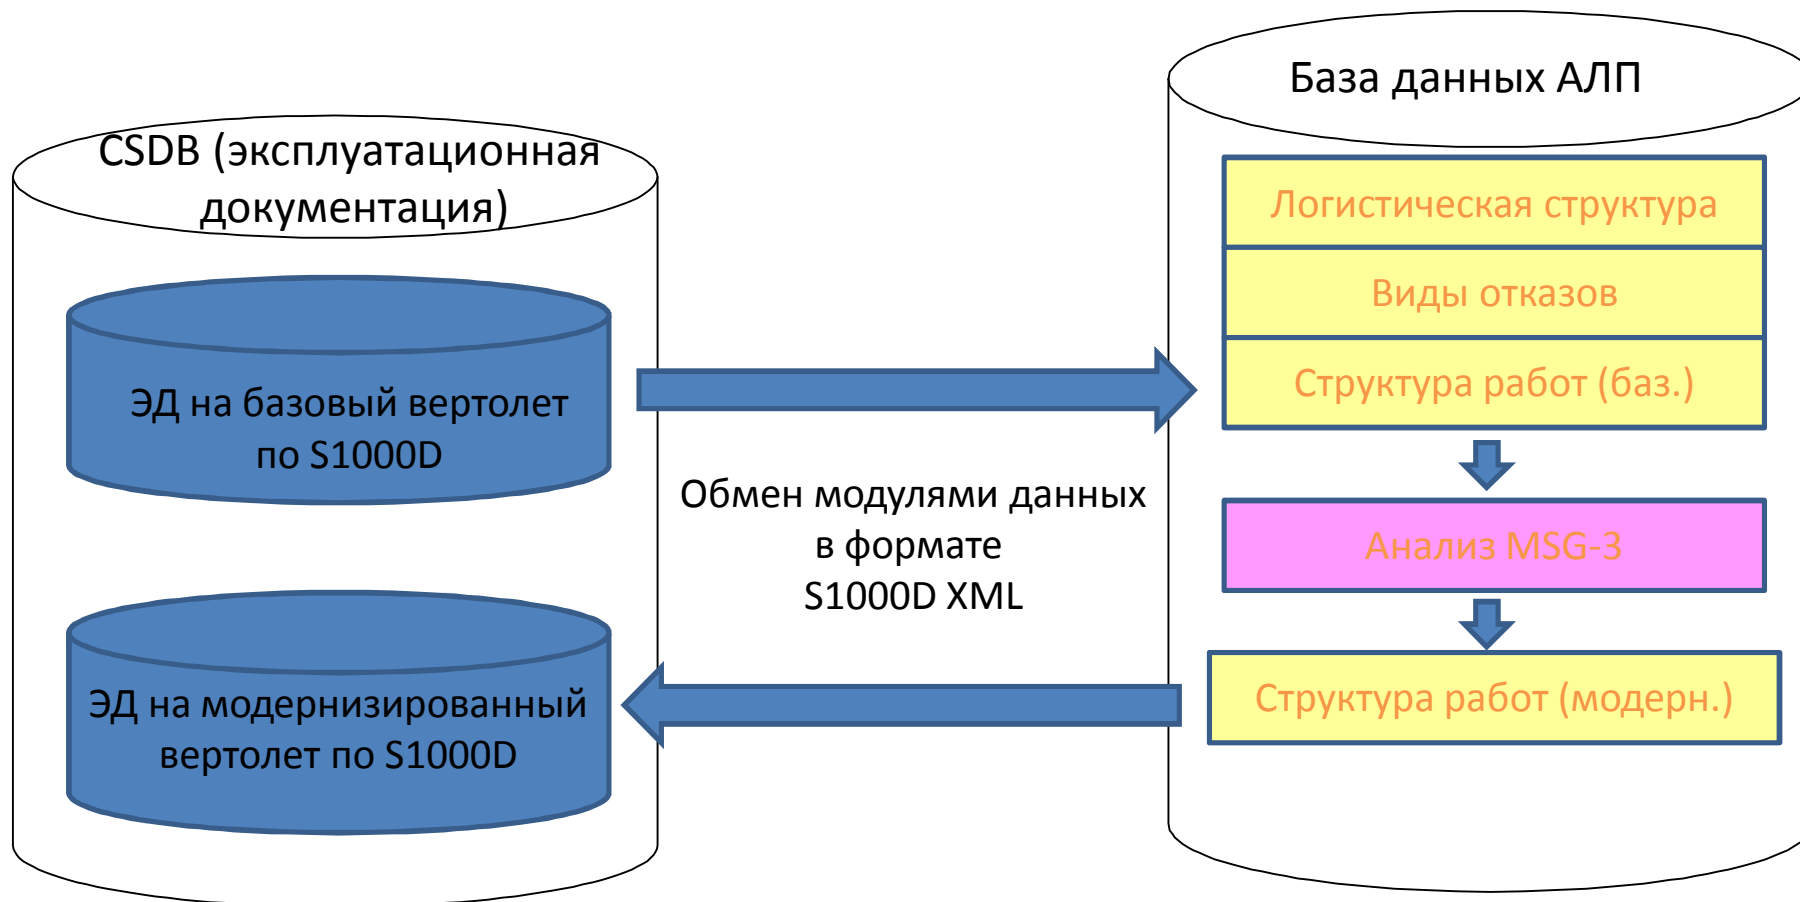 CSDB (эксплуатационная
документация)
ЭД на базовый вертолет
по S1000D
ЭД на модернизированный
вертолет по S1000D
Обмен модулями данных
в формате
S1000D XML
База данных АЛП
Логистическая структура
Виды отказов
Структура работ (баз.)
Анализ MSG-3
Структура работ (модерн.)